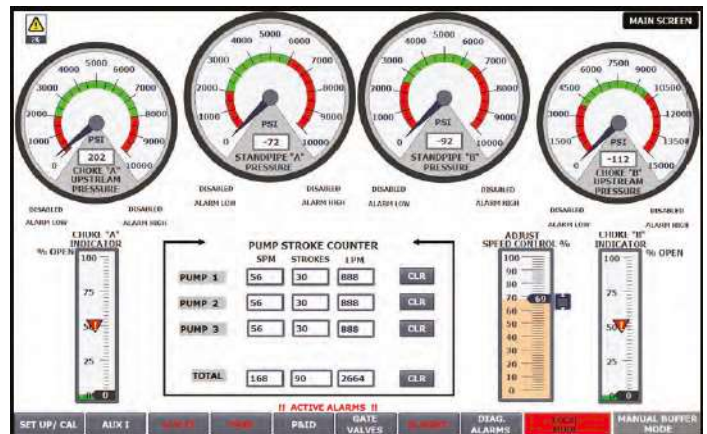 MAIN SCREEN
0 1000 2000 3000 4000 5000 6000 7000 8000 9000 10000
PSI
202
CHOKE "A"
UPSTREAM
PRESSURE
0 1000 2000 3000 4000 5000 6000 7000 8000 9000 10000
PSI
-72
STANDPIPE "A"
PRESSURE
0 1000 2000 3000 4000 5000 6000 7000 8000 9000 10000
PSI
-92
STANDPIPE "B"
PRESSURE
0 1500 3000 4500 6000 7500 9000 10500 12000 13500 15000
PSI
-112
CHOKE "B"
UPSTREAM
PRESSURE
DISABLED DISABLED
ALARM LOW ALARM HIGH
DISABLED DISABLED
ALARM LOW ALARM HIGH
DISABLED DISABLED
ALARM LOW ALARM HIGH
DISABLED DISABLED
ALARM LOW ALARM HIGH
CHOKE "A"
INDICATOR
% OPEN
100
75
25
0
PUMP STROKE COUNTER
SPM STROKES LPM
PUMP 1 56 30 888 CLR
PUMP 2 56 30 888 CLR
PUMP 3 56 30 888 CLR
TOTAL 168 90 2664 CLR
ADJUST
SPEED CONTROL %
100
90
80
70 69
60
50
40
30
20
10
0
CHOKE "B"
INDICATOR
% OPEN
100
75
25
0
!! ACTIVE ALARMS !!
SET UP/ CAL AUX I P&ID GATE VALVES DIAG. ALARMS LOCAL MODE MANUAL BUFFER MODE